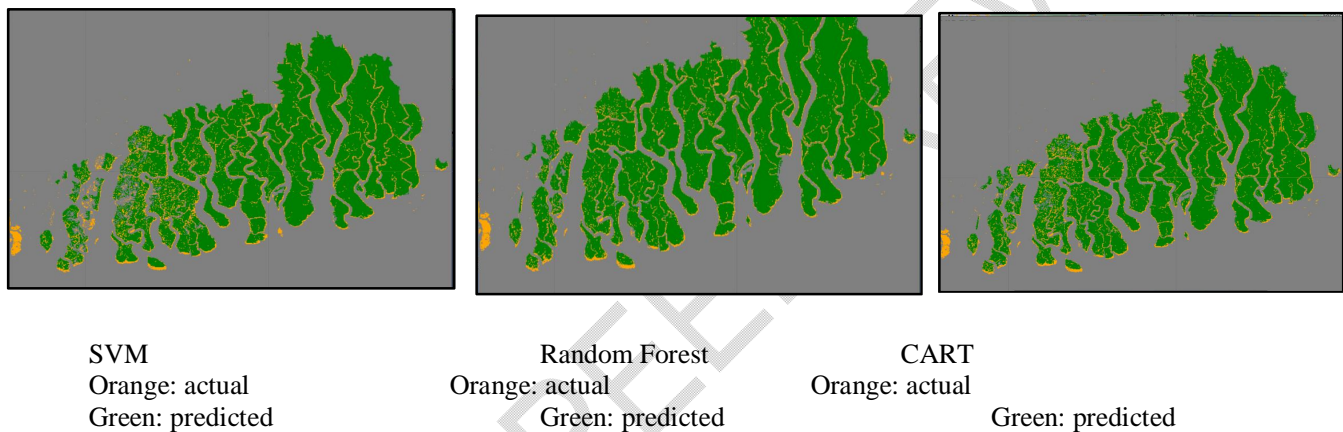 SVM Random Forest CART
Orange: actual Orange: actual Orange: actual
Green: predicted Green: predicted Green: predicted